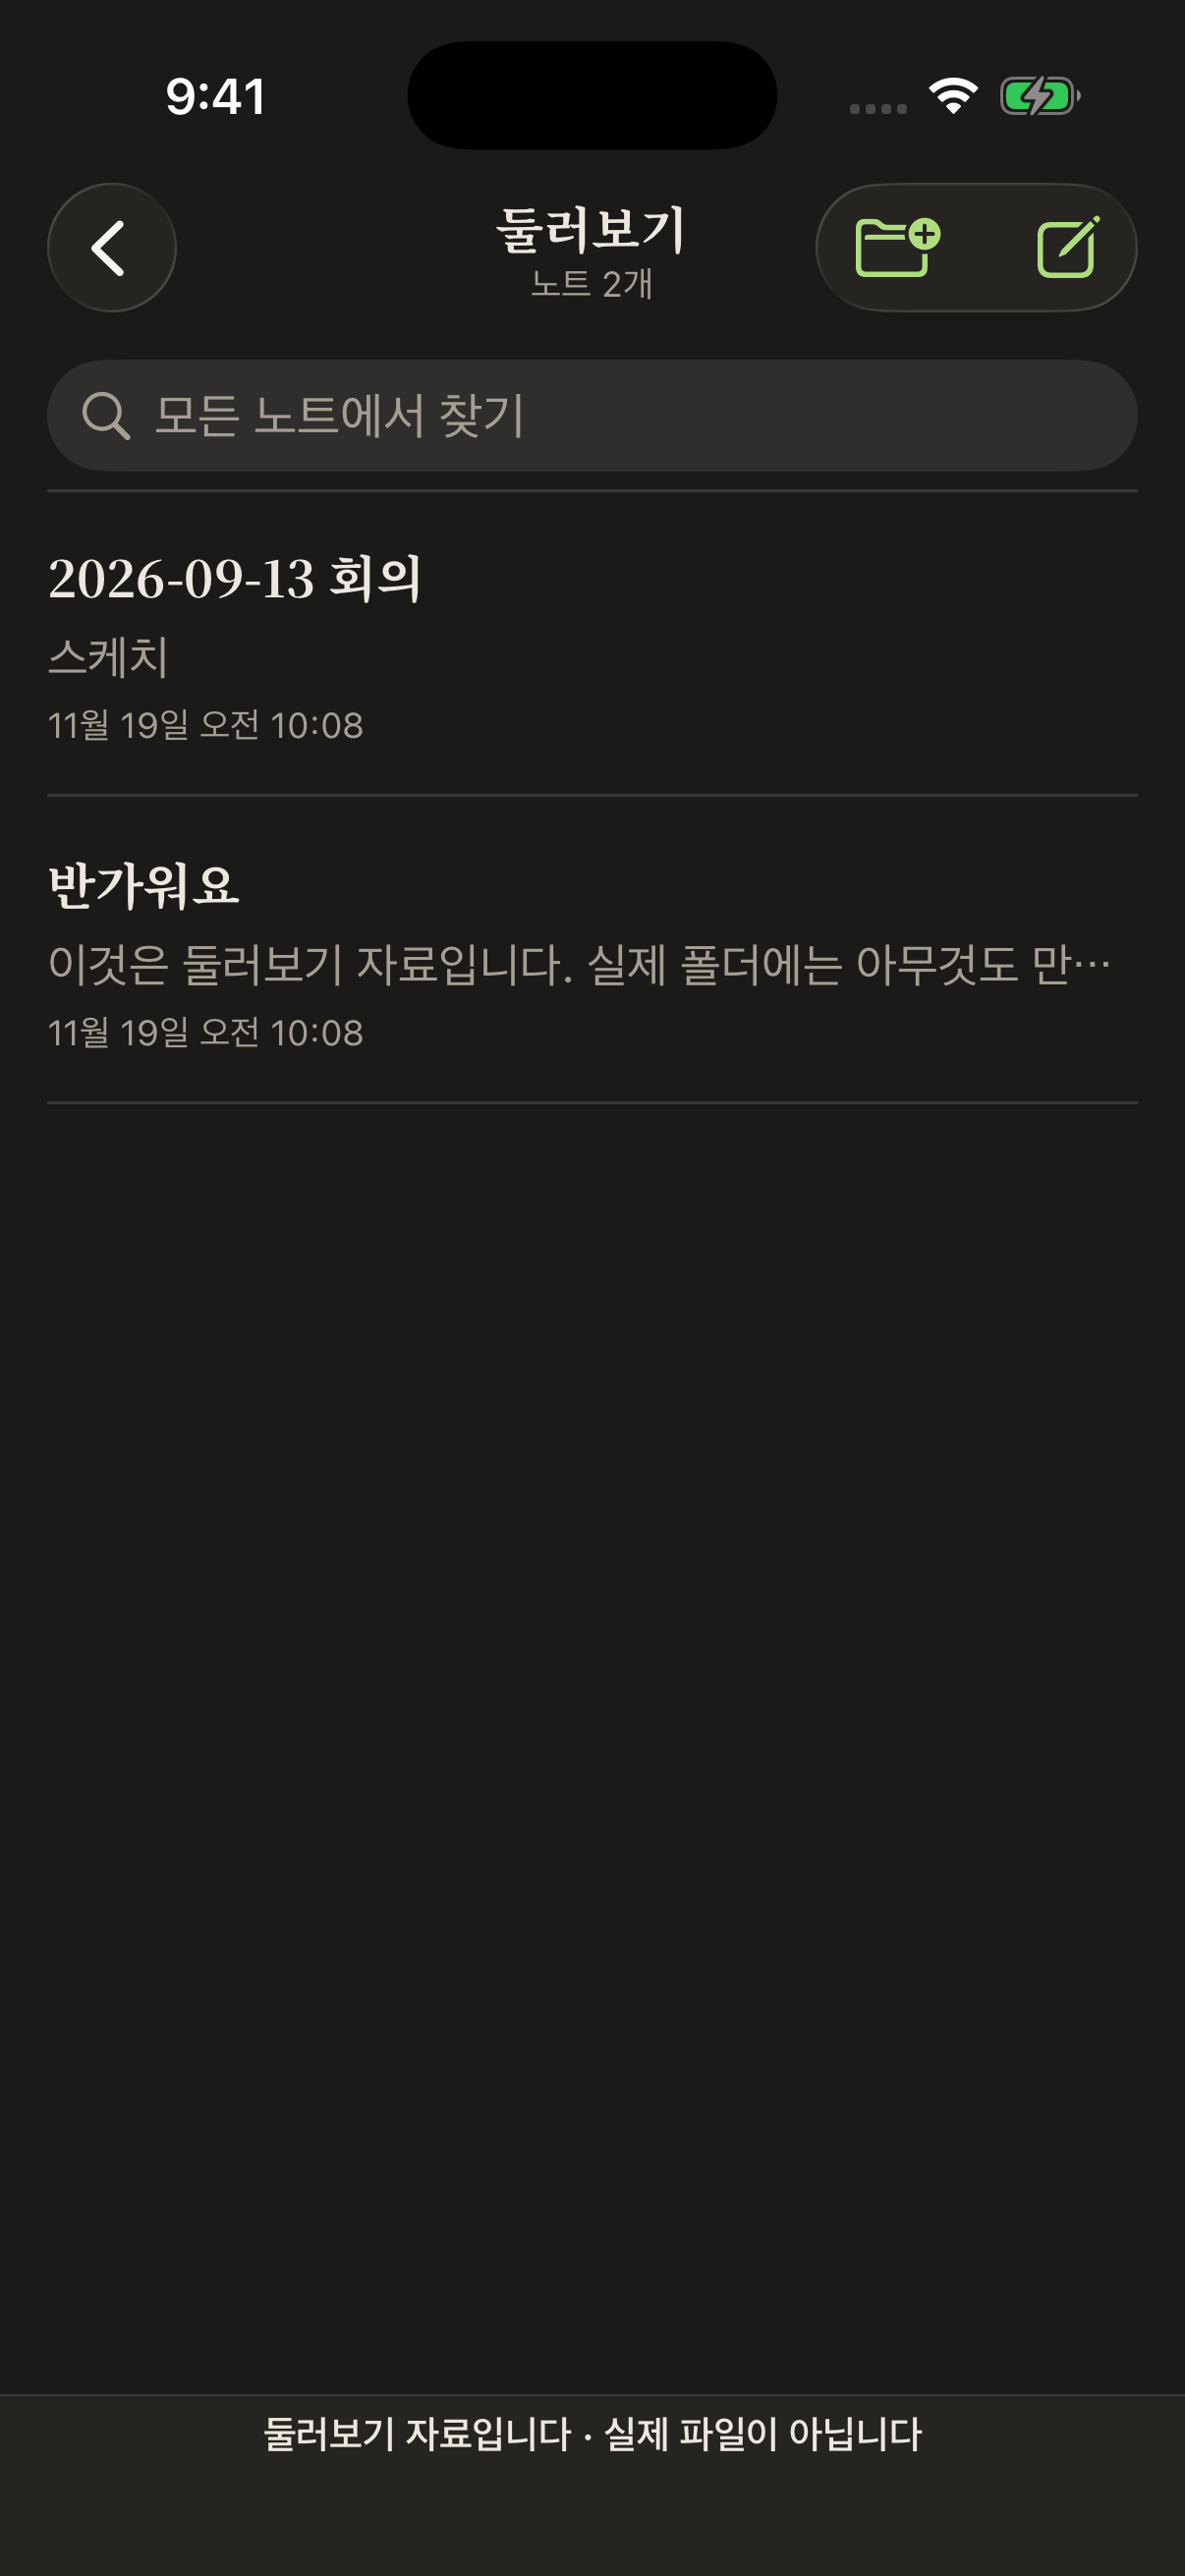 9:41
둘러보기
노트 2개
모든 노트에서 찾기
2026-09-13 회의
스케치
11월 19일 오전 10:08
반가워요
이것은 둘러보기 자료입니다. 실제 폴더에는 아무것도 만…
11월 19일 오전 10:08
둘러보기 자료입니다 · 실제 파일이 아닙니다